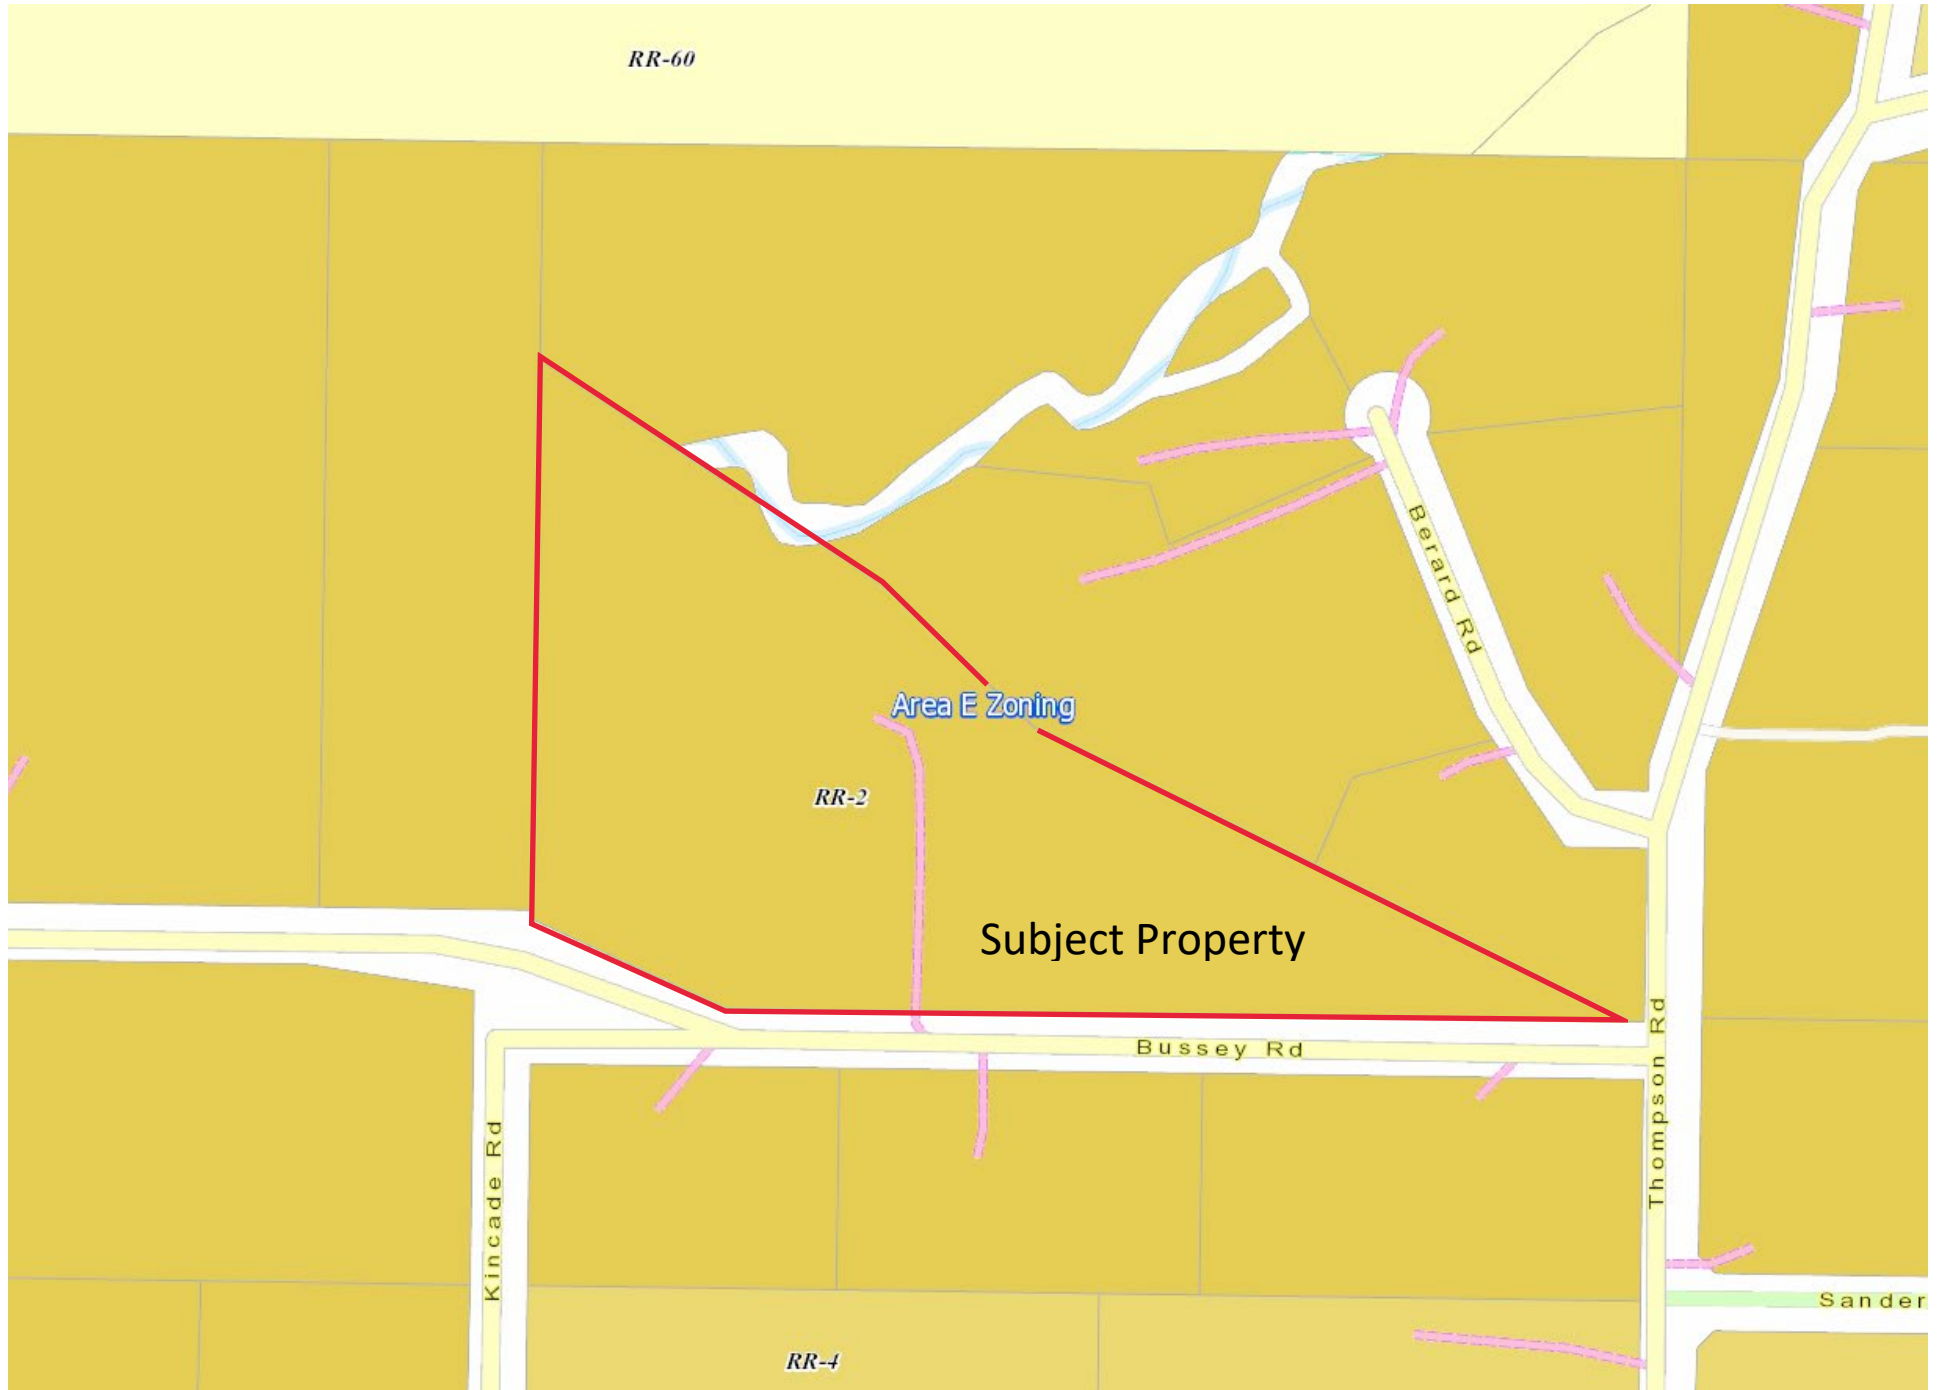 RR-60
Berard Rd
Area E Zoning
RR-2
Subject Property
Bussey Rd
Thompson Rd
Kincade Rd
Sander
RR-4